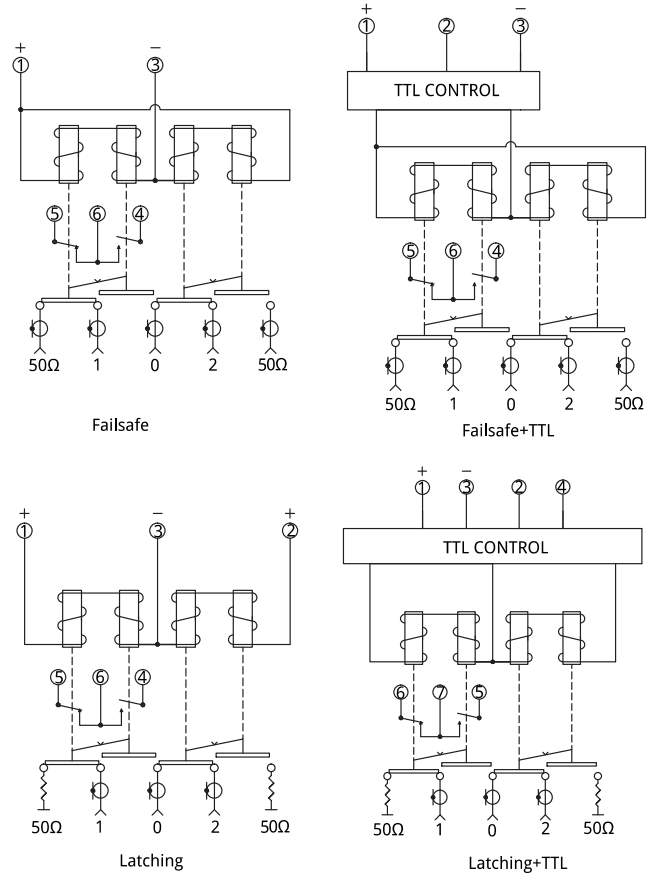 + −
① ③
⑤ ⑥ ④
50Ω 1 0 2 50Ω
Failsafe
+ −
① ② ③
TTL CONTROL
⑤ ⑥ ④
50Ω 1 0 2 50Ω
Failsafe+TTL
+ − +
① ③ ②
⑤ ⑥ ④
50Ω 1 0 2 50Ω
Latching
+ −
① ③ ② ④
TTL CONTROL
⑥ ⑦ ⑤
50Ω 1 0 2 50Ω
Latching+TTL